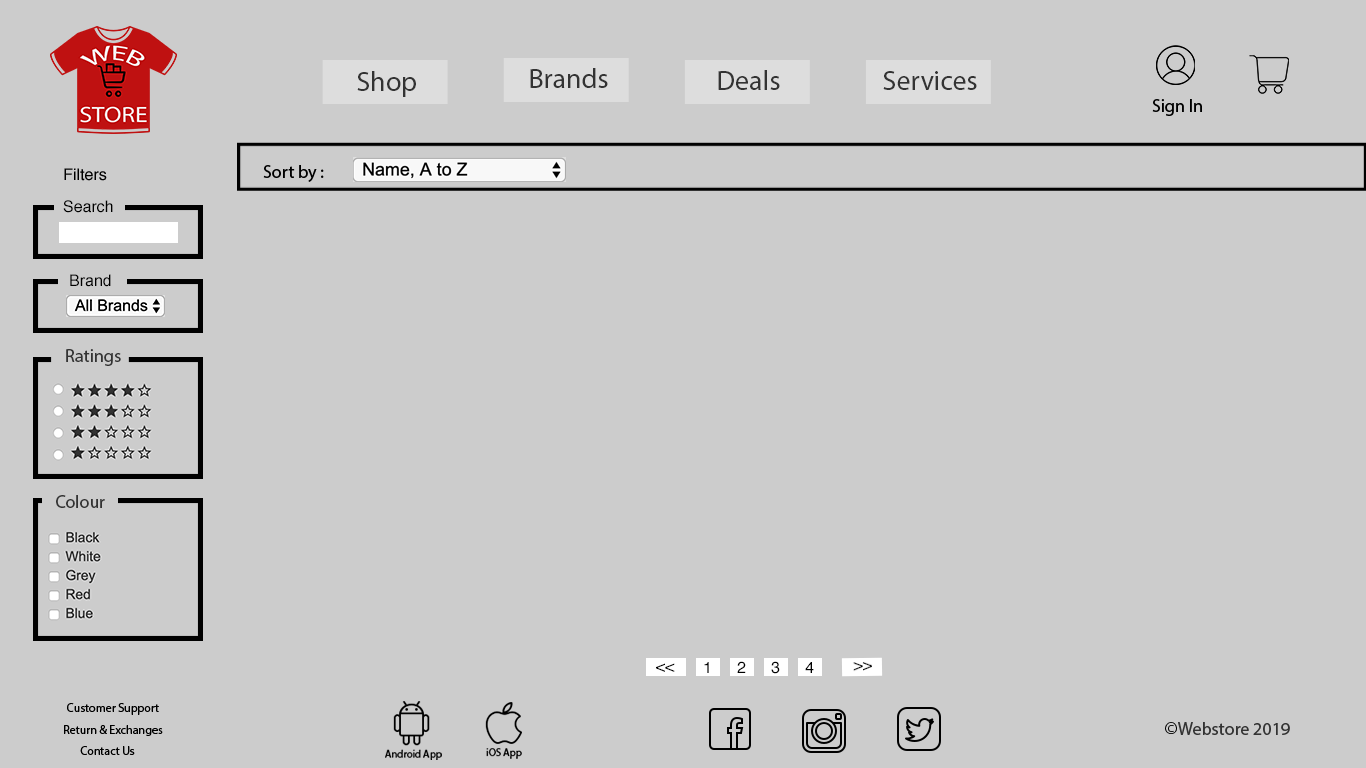 WEB
STORE
Shop
Brands
Deals
Services
Sign In
Sort by :
Name, A to Z
Filters
Search
Brand
All Brands
Ratings
Colour
Black
White
Grey
Red
Blue
<< 1 2 3 4 >>
Customer Support
Return & Exchanges
Contact Us
Android App
iOS App
©Webstore 2019